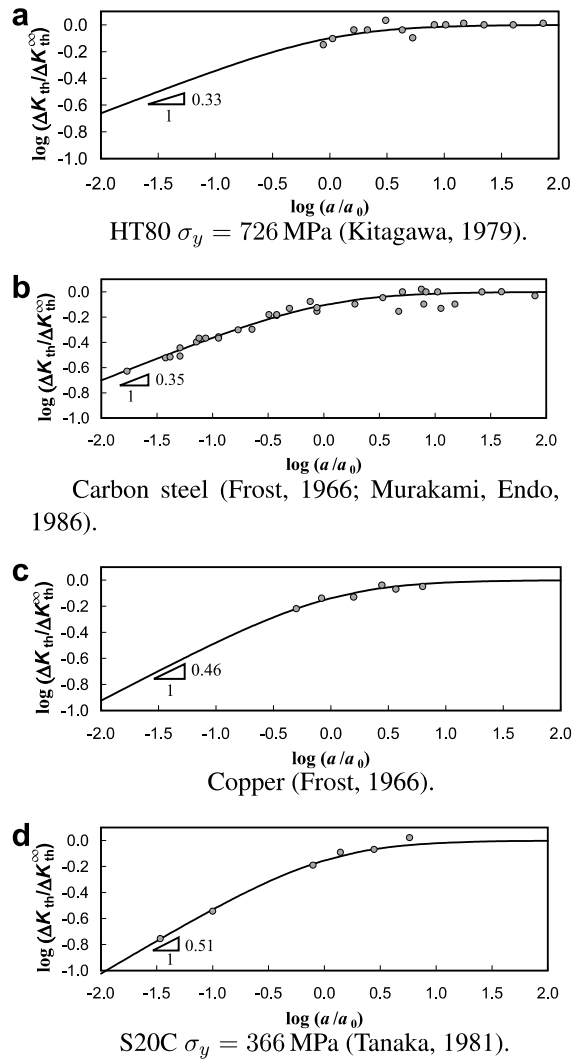 a
0.0
-0.2
-0.4
-0.6
-0.8
-1.0
log (ΔK_th/ΔK_th^∞)
0.33
1
-2.0 -1.5 -1.0 -0.5 0.0 0.5 1.0 1.5 2.0
log (a/a_0)
HT80 σ_y = 726 MPa (Kitagawa, 1979).
b
0.0
-0.2
-0.4
-0.6
-0.8
-1.0
log (ΔK_th/ΔK_th^∞)
0.35
1
-2.0 -1.5 -1.0 -0.5 0.0 0.5 1.0 1.5 2.0
log (a/a_0)
Carbon steel (Frost, 1966; Murakami, Endo,
1986).
c
0.0
-0.2
-0.4
-0.6
-0.8
-1.0
log (ΔK_th/ΔK_th^∞)
0.46
1
-2.0 -1.5 -1.0 -0.5 0.0 0.5 1.0 1.5 2.0
log (a/a_0)
Copper (Frost, 1966).
d
0.0
-0.2
-0.4
-0.6
-0.8
-1.0
log (ΔK_th/ΔK_th^∞)
0.51
1
-2.0 -1.5 -1.0 -0.5 0.0 0.5 1.0 1.5 2.0
log (a/a_0)
S20C σ_y = 366 MPa (Tanaka, 1981).